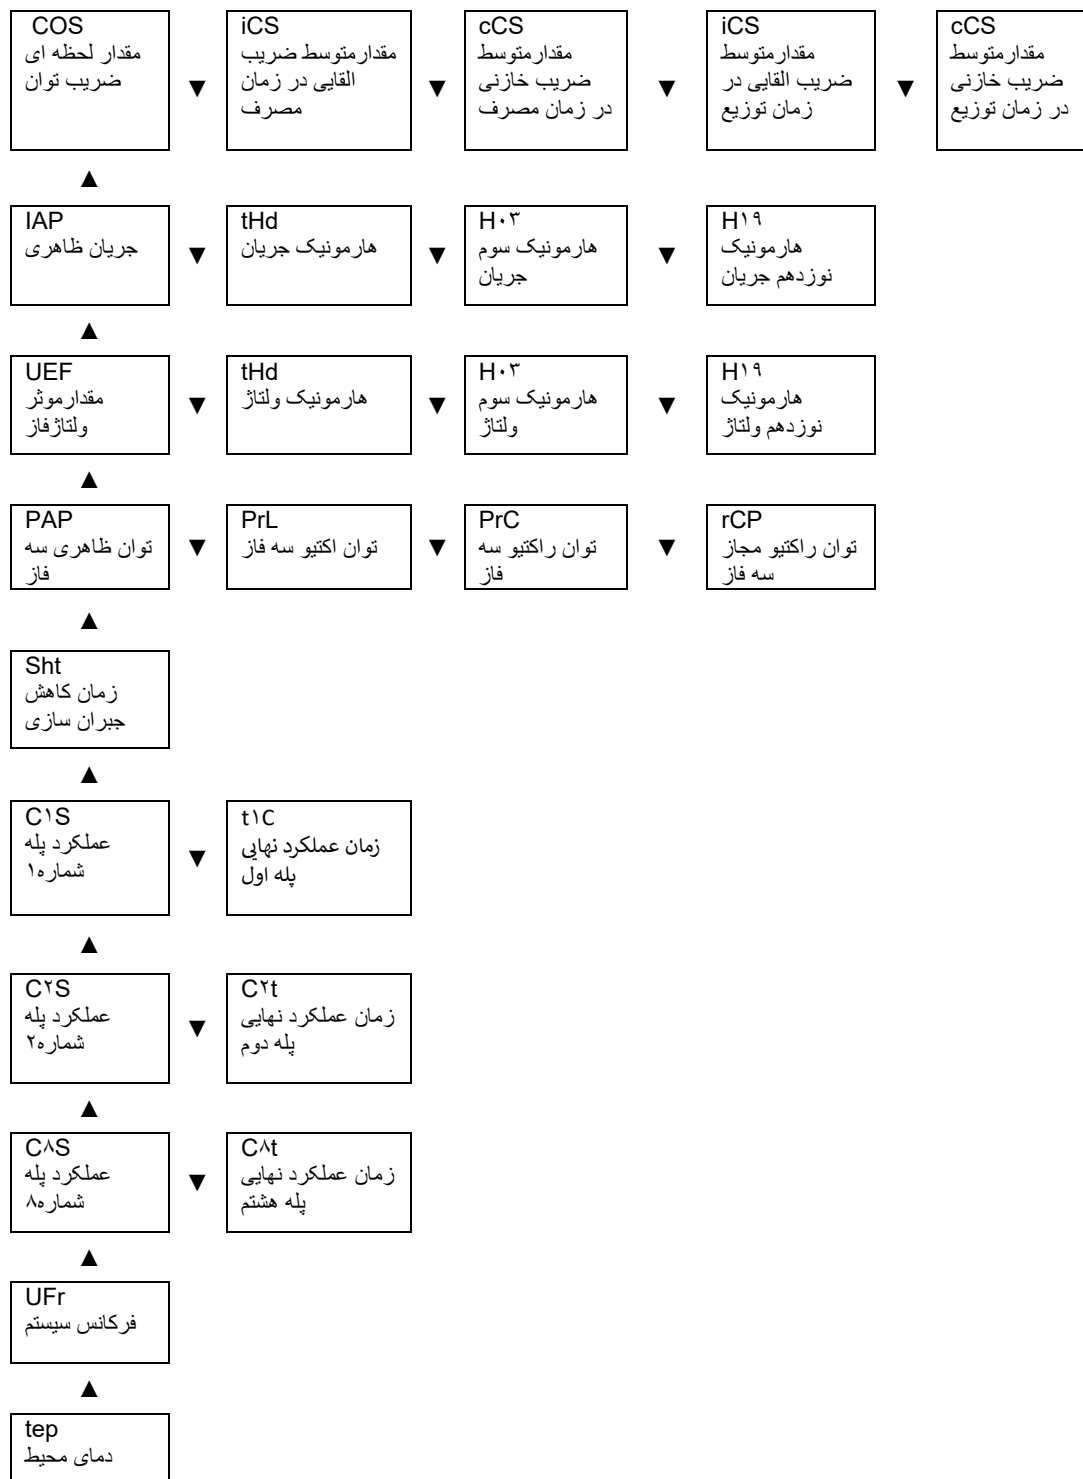 COS
مقدار لحظه ای
ضریب توان
▼
iCS
مقدارمتوسط ضریب
القایی در زمان
مصرف
▼
cCS
مقدارمتوسط
ضریب خازنی
در زمان مصرف
▼
iCS
مقدارمتوسط
ضریب القایی در
زمان توزیع
▼
cCS
مقدارمتوسط
ضریب خازنی
در زمان توزیع
▲
IAP
جریان ظاهری
▼
tHd
هارمونیک جریان
▼
H۰۳
هارمونیک سوم
جریان
▼
H۱۹
هارمونیک
نوزدهم جریان
▲
UEF
مقدارموثر
ولتاژفاز
▼
tHd
هارمونیک ولتاژ
▼
H۰۳
هارمونیک سوم
ولتاژ
▼
H۱۹
هارمونیک
نوزدهم ولتاژ
▲
PAP
توان ظاهری سه
فاز
▼
PrL
توان اکتیو سه فاز
▼
PrC
توان راکتیو سه
فاز
▼
rCP
توان راکتیو مجاز
سه فاز
▲
Sht
زمان کاهش
جبران سازی
▲
C۱S
عملکرد پله
شماره۱
▼
t۱C
زمان عملکرد نهایی
پله اول
▲
C۲S
عملکرد پله
شماره۲
▼
C۲t
زمان عملکرد نهایی
پله دوم
▲
C۸S
عملکرد پله
شماره۸
▼
C۸t
زمان عملکرد نهایی
پله هشتم
▲
UFr
فرکانس سیستم
▲
tep
دمای محیط